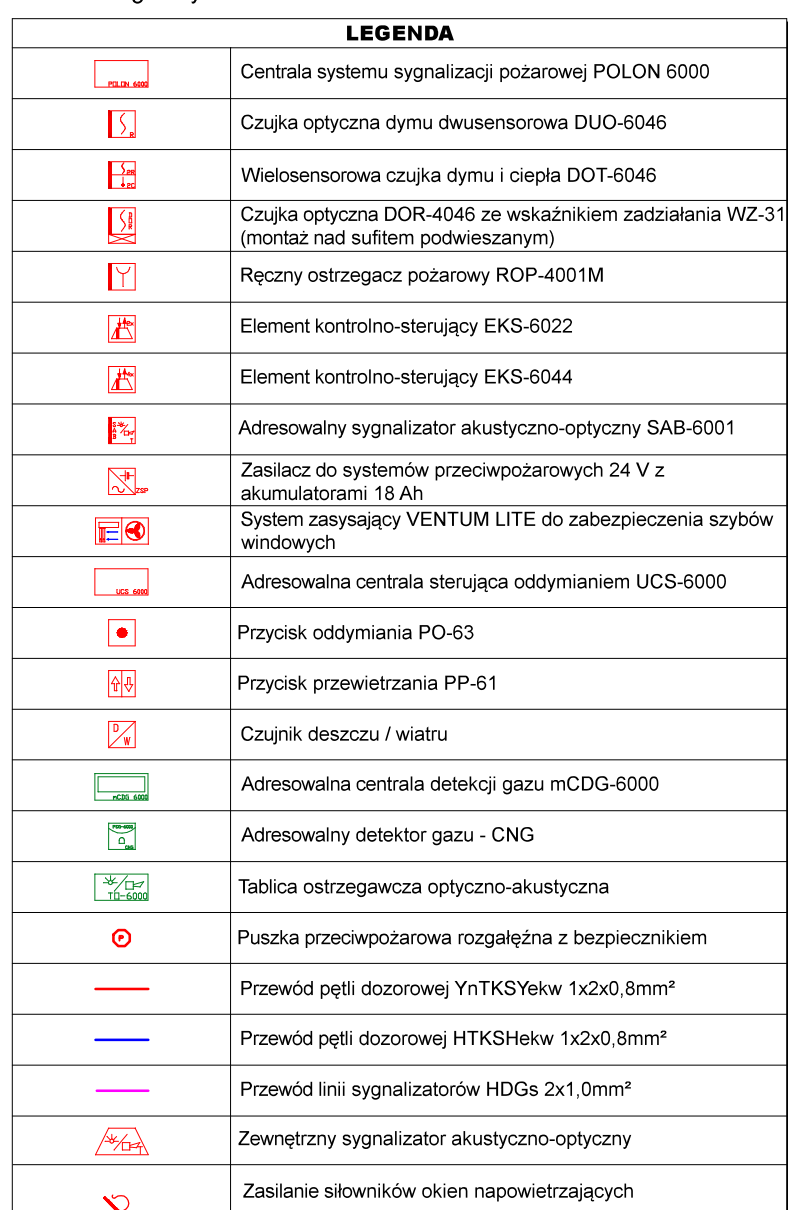 LEGENDA
POLON 6000
Centrala systemu sygnalizacji pożarowej POLON 6000
R
Czujka optyczna dymu dwusensorowa DUO-6046
2R
2C
Wielosensorowa czujka dymu i ciepła DOT-6046
Czujka optyczna DOR-4046 ze wskaźnikiem zadziałania WZ-31
(montaż nad sufitem podwieszanym)
Ręczny ostrzegacz pożarowy ROP-4001M
2x
Element kontrolno-sterujący EKS-6022
4x
Element kontrolno-sterujący EKS-6044
SAB
T
Adresowalny sygnalizator akustyczno-optyczny SAB-6001
ZSP
Zasilacz do systemów przeciwpożarowych 24 V z
akumulatorami 18 Ah
System zasysający VENTUM LITE do zabezpieczenia szybów
windowych
UCS 6000
Adresowalna centrala sterująca oddymianiem UCS-6000
Przycisk oddymiania PO-63
Przycisk przewietrzania PP-61
D
W
Czujnik deszczu / wiatru
mCDG 6000
Adresowalna centrala detekcji gazu mCDG-6000
CNG
Adresowalny detektor gazu - CNG
TO-6000
Tablica ostrzegawcza optyczno-akustyczna
P
Puszka przeciwpożarowa rozgałęźna z bezpiecznikiem
Przewód pętli dozorowej YnTKSYekw 1x2x0,8mm²
Przewód pętli dozorowej HTKSHekw 1x2x0,8mm²
Przewód linii sygnalizatorów HDGs 2x1,0mm²
Zewnętrzny sygnalizator akustyczno-optyczny
Zasilanie siłowników okien napowietrzających